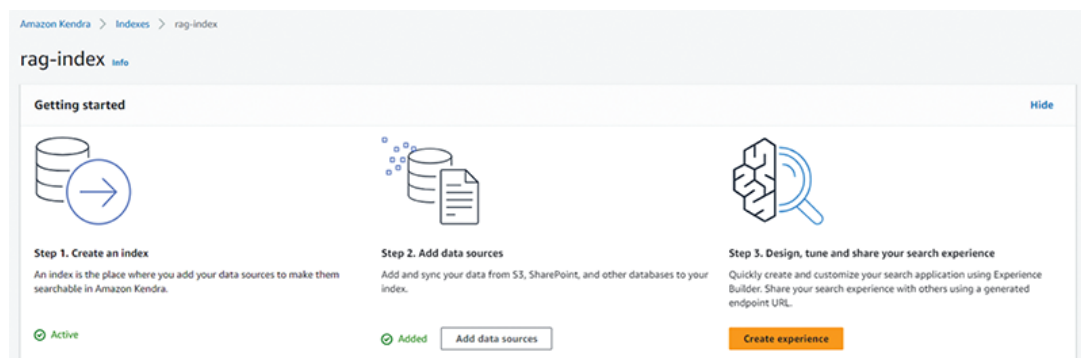 Amazon Kendra > Indexes > rag-index
rag-index Info
Getting started Hide
Step 1. Create an index
An index is the place where you add your data sources to make them
searchable in Amazon Kendra.
Active
Step 2. Add data sources
Add and sync your data from S3, SharePoint, and other databases to your
index.
Added Add data sources
Step 3. Design, tune and share your search experience
Quickly create and customize your search application using Experience
Builder. Share your search experience with others using a generated
endpoint URL.
Create experience